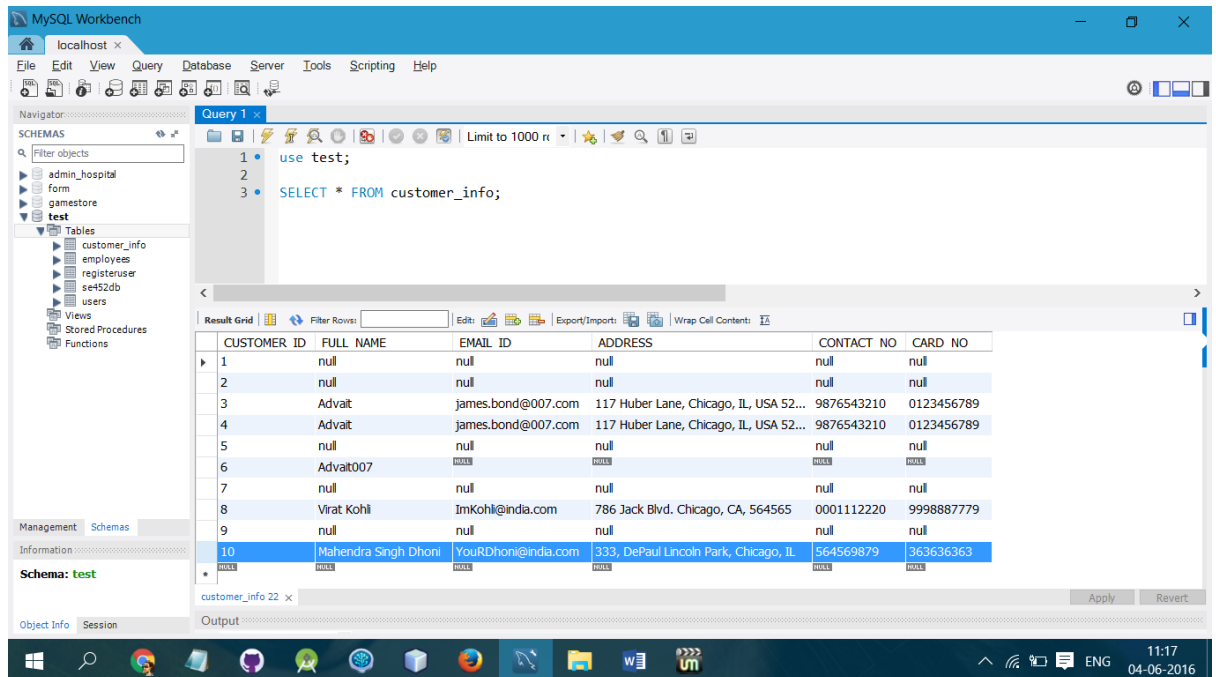 MySQL Workbench
localhost ×
File Edit View Query Database Server Tools Scripting Help
Navigator
SCHEMAS
Filter objects
admin_hospital
form
gamestore
test
Tables
customer_info
employees
registeruser
se452db
users
Views
Stored Procedures
Functions
Management Schemas
Information
Schema: test
Object Info Session
Query 1 ×
Limit to 1000 rc
1 use test;
2
3 SELECT * FROM customer_info;
Result Grid Filter Rows: Edit: Export/Import: Wrap Cell Content:
CUSTOMER ID FULL NAME EMAIL ID ADDRESS CONTACT NO CARD NO
1 null null null null null
2 null null null null null
3 Advait james.bond@007.com 117 Huber Lane, Chicago, IL, USA 52... 9876543210 0123456789
4 Advait james.bond@007.com 117 Huber Lane, Chicago, IL, USA 52... 9876543210 0123456789
5 null null null null null
6 Advait007 NULL NULL NULL NULL
7 null null null null null
8 Virat Kohli ImKohli@india.com 786 Jack Blvd. Chicago, CA, 564565 0001112220 9998887779
9 null null null null null
10 Mahendra Singh Dhoni YouRDhoni@india.com 333, DePaul Lincoln Park, Chicago, IL 564569879 363636363
* NULL NULL NULL NULL NULL NULL
customer_info 22 ×
Apply Revert
Output
ENG
11:17
04-06-2016